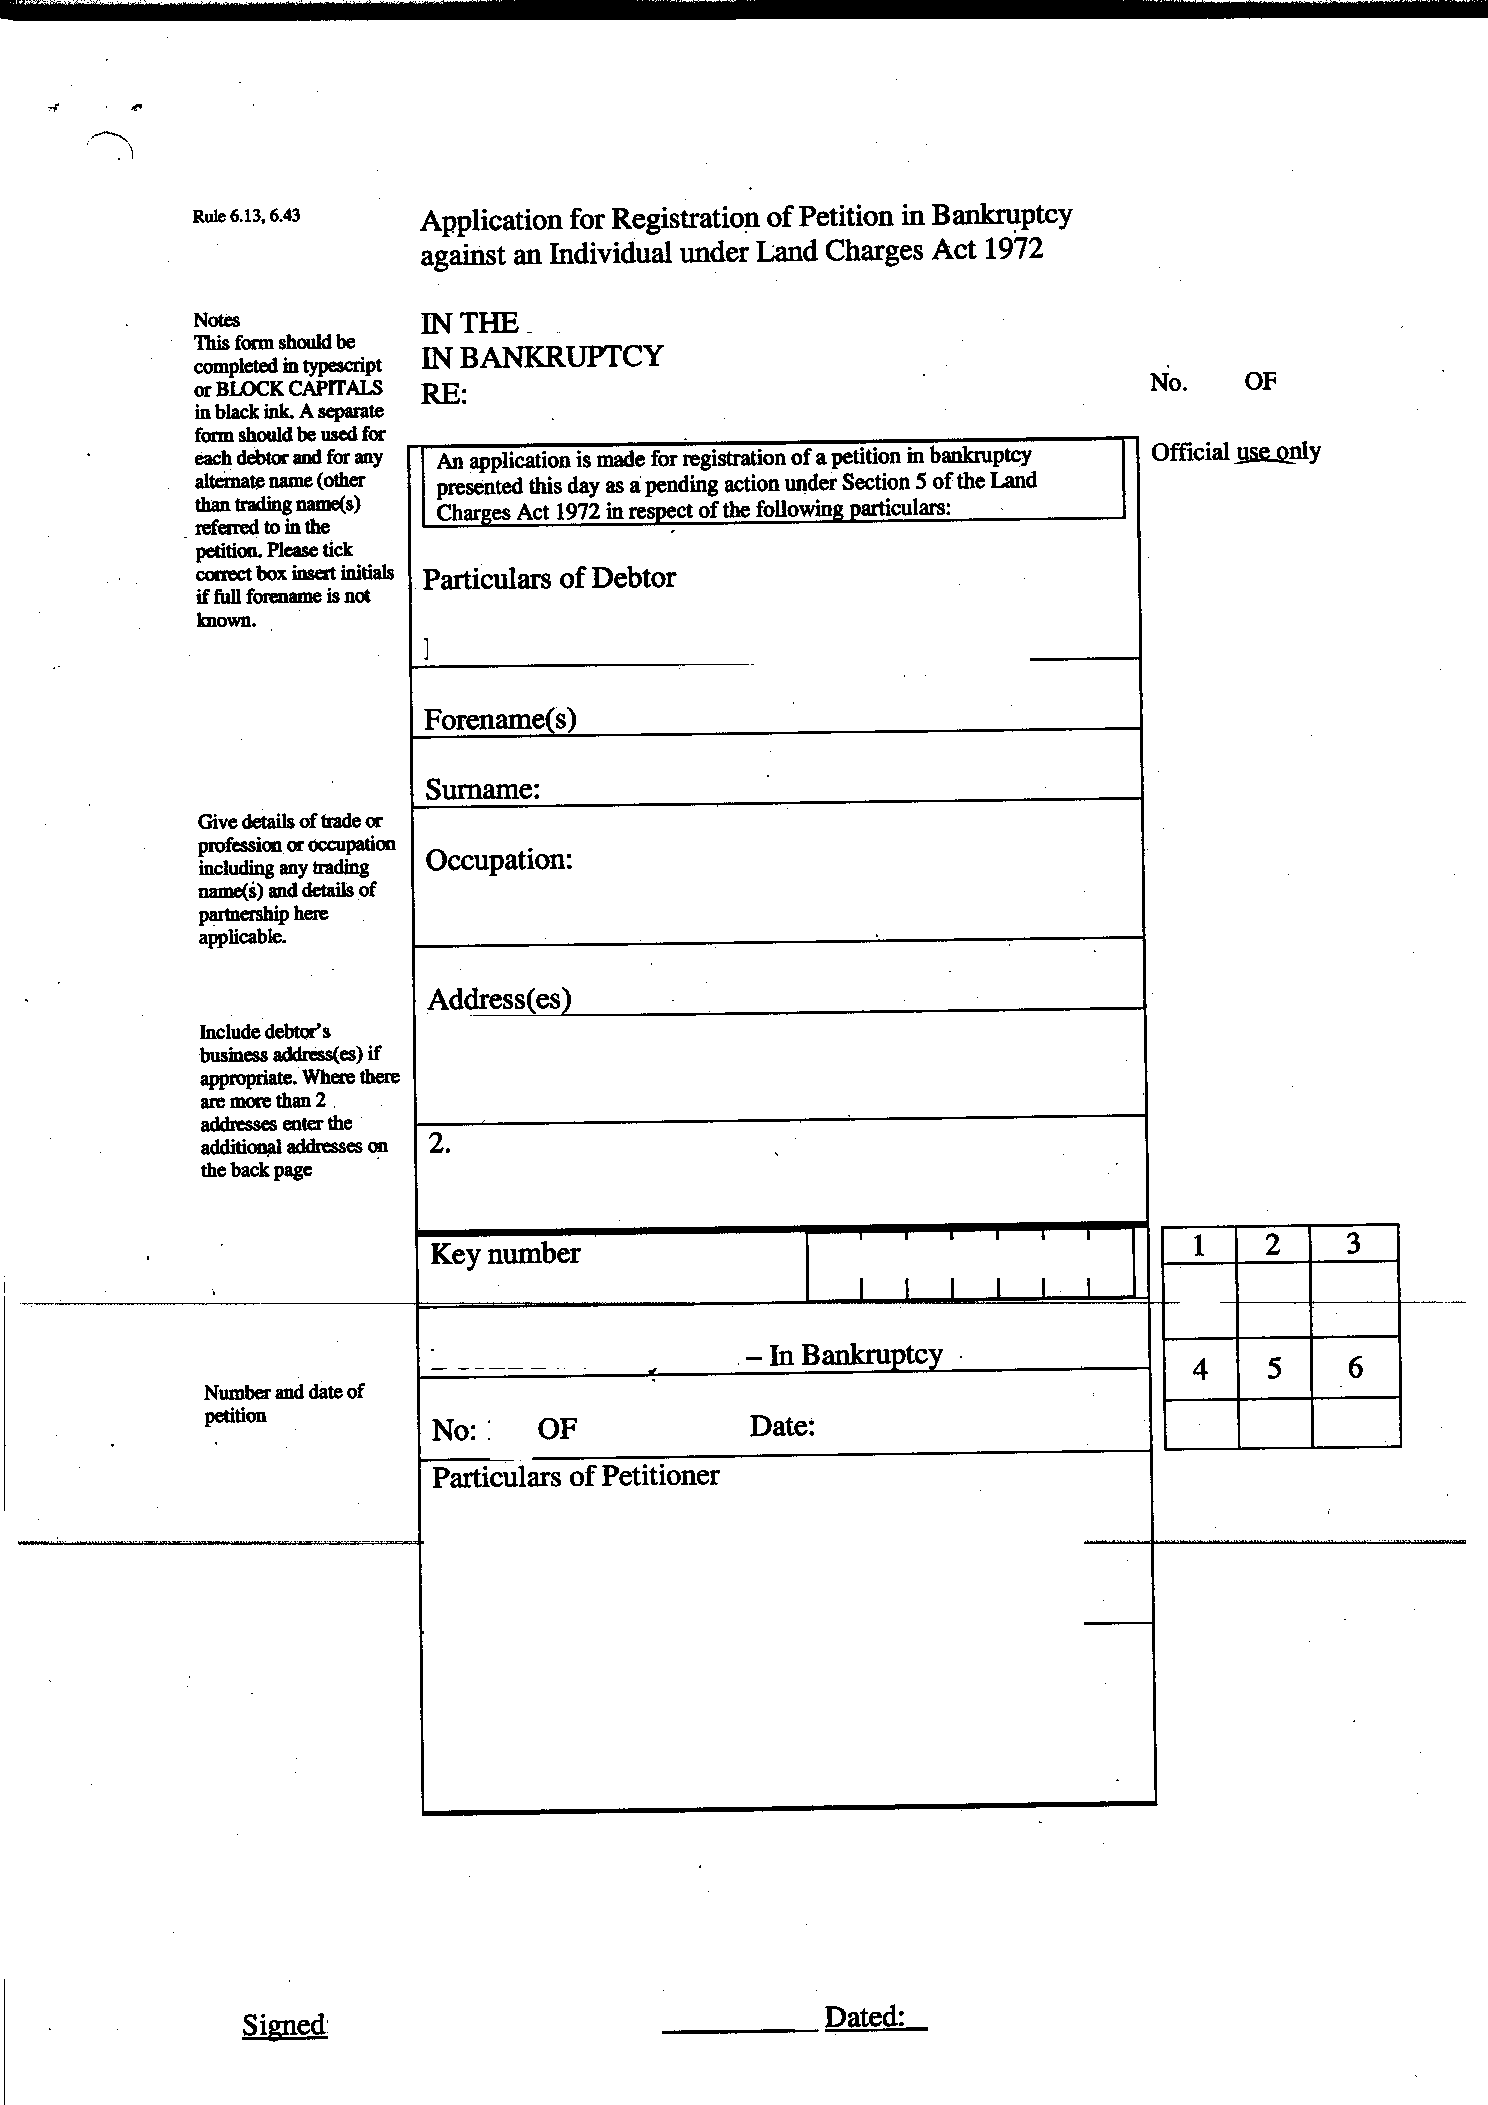 Rule 6.13, 6.43
Application for Registration of Petition in Bankruptcy
against an Individual under Land Charges Act 1972
Notes
This form should be
completed in typescript
or BLOCK CAPITALS
in black ink. A separate
form should be used for
each debtor and for any
alternate name (other
than trading name(s)
referred to in the
petition. Please tick
correct box insert initials
if full forename is not
known.
IN THE
IN BANKRUPTCY
RE:
No. OF
Official use only
An application is made for registration of a petition in bankruptcy
presented this day as a pending action under Section 5 of the Land
Charges Act 1972 in respect of the following particulars:
Particulars of Debtor
]
Forename(s)
Surname:
Give details of trade or
profession or occupation
including any trading
name(s) and details of
partnership here
applicable.
Occupation:
Address(es)
Include debtor's
business address(es) if
appropriate. Where there
are more than 2
addresses enter the
additional addresses on
the back page
2.
Key number
1 2 3
– In Bankruptcy
4 5 6
Number and date of
petition
No: OF Date:
Particulars of Petitioner
Signed Dated: